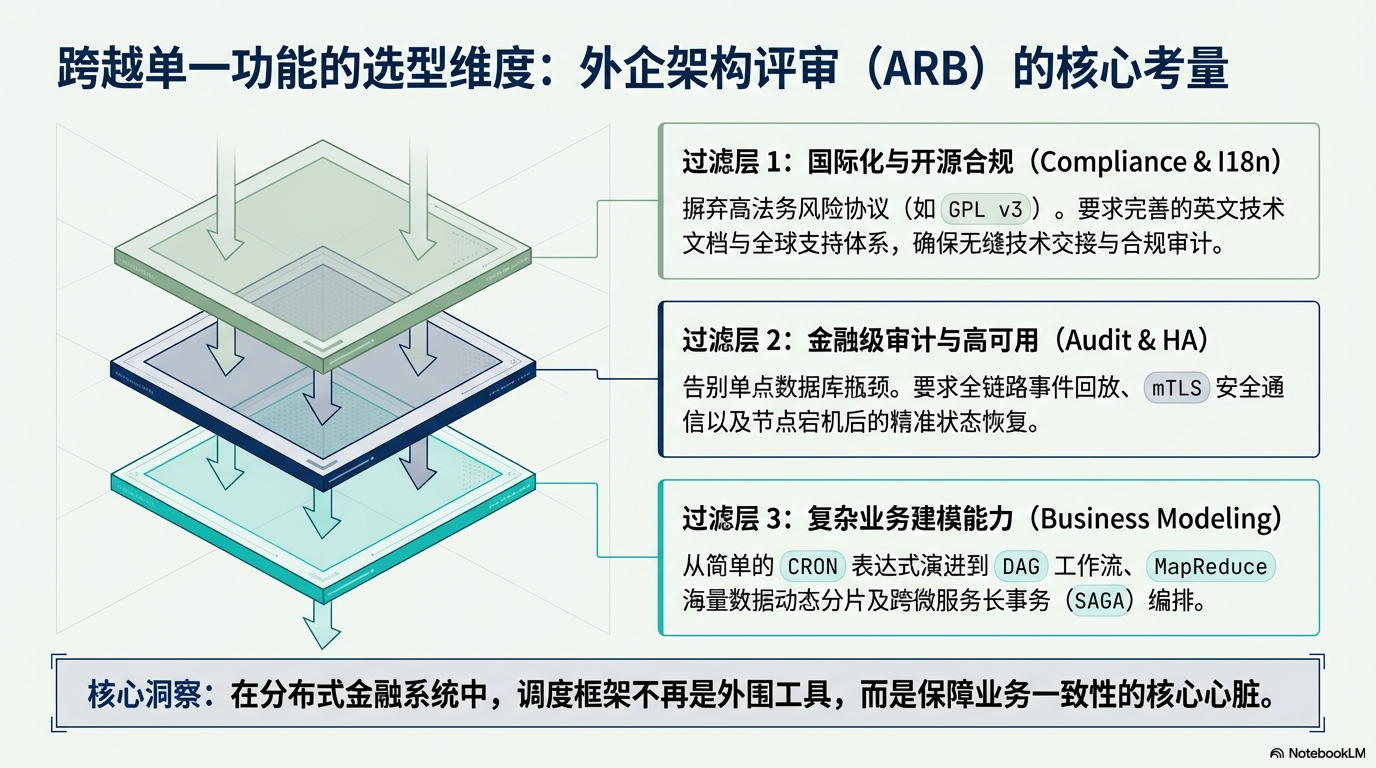 跨越单一功能的选型维度：外企架构评审（ARB）的核心考量
过滤层 1：国际化与开源合规（Compliance & I18n）
摒弃高法务风险协议（如 GPL v3）。要求完善的英文技术
文档与全球支持体系，确保无缝技术交接与合规审计。
过滤层 2：金融级审计与高可用（Audit & HA）
告别单点数据库瓶颈。要求全链路事件回放、mTLS 安全通
信以及节点宕机后的精准状态恢复。
过滤层 3：复杂业务建模能力（Business Modeling）
从简单的 CRON 表达式演进到 DAG 工作流、MapReduce
海量数据动态分片及跨微服务长事务（SAGA）编排。
核心洞察：在分布式金融系统中，调度框架不再是外围工具，而是保障业务一致性的核心心脏。
NotebookLM